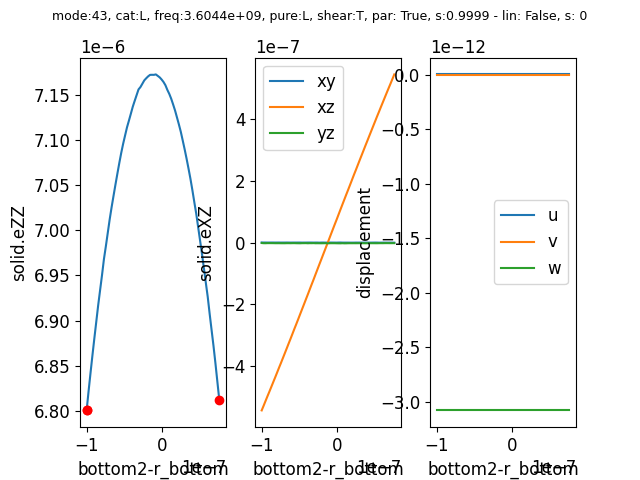 mode:43, cat:L, freq:3.6044e+09, pure:L, shear:T, par: True, s:0.9999 - lin: False, s: 0
1e−6
7.15
7.10
7.05
7.00
6.95
6.90
6.85
6.80
solid.eZZ
−1
0
1e−7
bottom2-r_bottom
1e−7
xy
xz
yz
4
2
0
−2
−4
solid.eXZ
−1
0
1e−7
bottom2-r_bottom
1e−12
0.0
−0.5
−1.0
−1.5
−2.0
−2.5
−3.0
displacement
u
v
w
−1
0
1e−7
bottom2-r_bottom